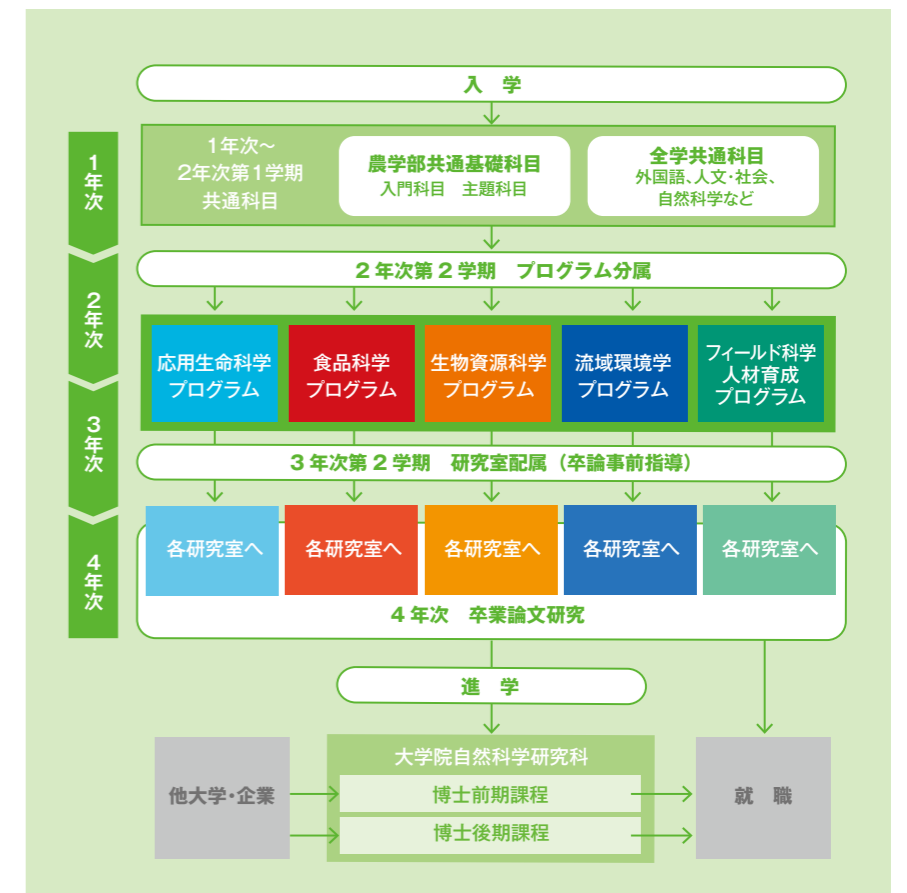 入 学
1年次
1年次～
2年次第1学期
共通科目
農学部共通基礎科目
入門科目 主題科目
全学共通科目
外国語、人文・社会、
自然科学など
2年次第2学期 プログラム分属
2年次
応用生命科学
プログラム
食品科学
プログラム
生物資源科学
プログラム
流域環境学
プログラム
フィールド科学
人材育成
プログラム
3年次
3年次第2学期 研究室配属（卒論事前指導）
4年次
各研究室へ
各研究室へ
各研究室へ
各研究室へ
各研究室へ
4年次 卒業論文研究
進 学
大学院自然科学研究科
他大学・企業
博士前期課程
博士後期課程
就 職